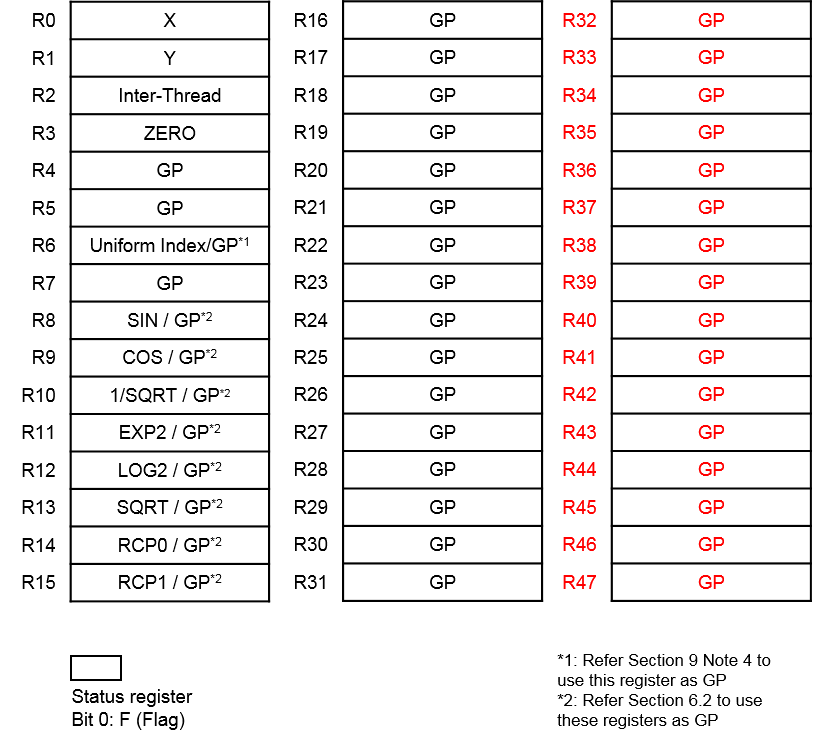 R0 X R16 GP R32 GP
R1 Y R17 GP R33 GP
R2 Inter-Thread R18 GP R34 GP
R3 ZERO R19 GP R35 GP
R4 GP R20 GP R36 GP
R5 GP R21 GP R37 GP
R6 Uniform Index/GP*1 R22 GP R38 GP
R7 GP R23 GP R39 GP
R8 SIN / GP*2 R24 GP R40 GP
R9 COS / GP*2 R25 GP R41 GP
R10 1/SQRT / GP*2 R26 GP R42 GP
R11 EXP2 / GP*2 R27 GP R43 GP
R12 LOG2 / GP*2 R28 GP R44 GP
R13 SQRT / GP*2 R29 GP R45 GP
R14 RCP0 / GP*2 R30 GP R46 GP
R15 RCP1 / GP*2 R31 GP R47 GP
Status register
Bit 0: F (Flag)
*1: Refer Section 9 Note 4 to
use this register as GP
*2: Refer Section 6.2 to use
these registers as GP